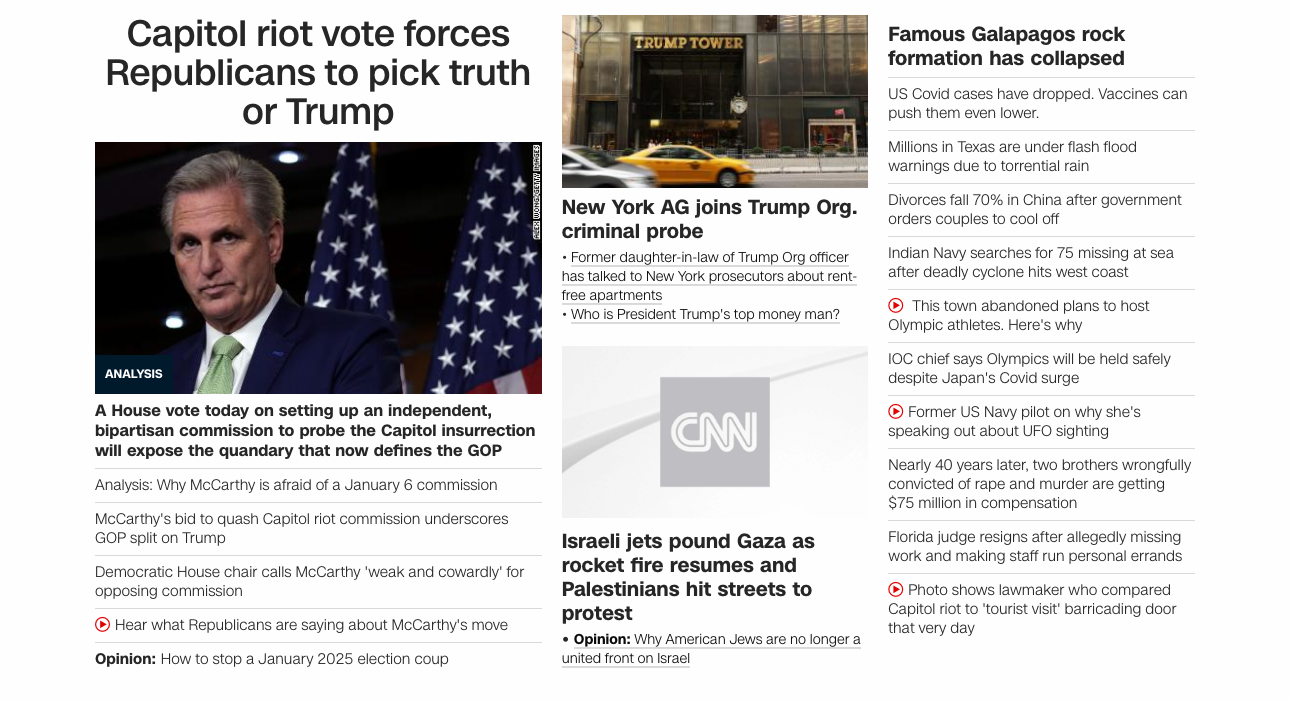 Capitol riot vote forces
Republicans to pick truth
or Trump
ALEX WONG/GETTY IMAGES
ANALYSIS
A House vote today on setting up an independent,
bipartisan commission to probe the Capitol insurrection
will expose the quandary that now defines the GOP
Analysis: Why McCarthy is afraid of a January 6 commission
McCarthy's bid to quash Capitol riot commission underscores
GOP split on Trump
Democratic House chair calls McCarthy 'weak and cowardly' for
opposing commission
Hear what Republicans are saying about McCarthy's move
Opinion: How to stop a January 2025 election coup
TRUMP TOWER
New York AG joins Trump Org.
criminal probe
• Former daughter-in-law of Trump Org officer
has talked to New York prosecutors about rent-
free apartments
• Who is President Trump's top money man?
CNN
Israeli jets pound Gaza as
rocket fire resumes and
Palestinians hit streets to
protest
• Opinion: Why American Jews are no longer a
united front on Israel
Famous Galapagos rock
formation has collapsed
US Covid cases have dropped. Vaccines can
push them even lower.
Millions in Texas are under flash flood
warnings due to torrential rain
Divorces fall 70% in China after government
orders couples to cool off
Indian Navy searches for 75 missing at sea
after deadly cyclone hits west coast
This town abandoned plans to host
Olympic athletes. Here's why
IOC chief says Olympics will be held safely
despite Japan's Covid surge
Former US Navy pilot on why she's
speaking out about UFO sighting
Nearly 40 years later, two brothers wrongfully
convicted of rape and murder are getting
$75 million in compensation
Florida judge resigns after allegedly missing
work and making staff run personal errands
Photo shows lawmaker who compared
Capitol riot to 'tourist visit' barricading door
that very day